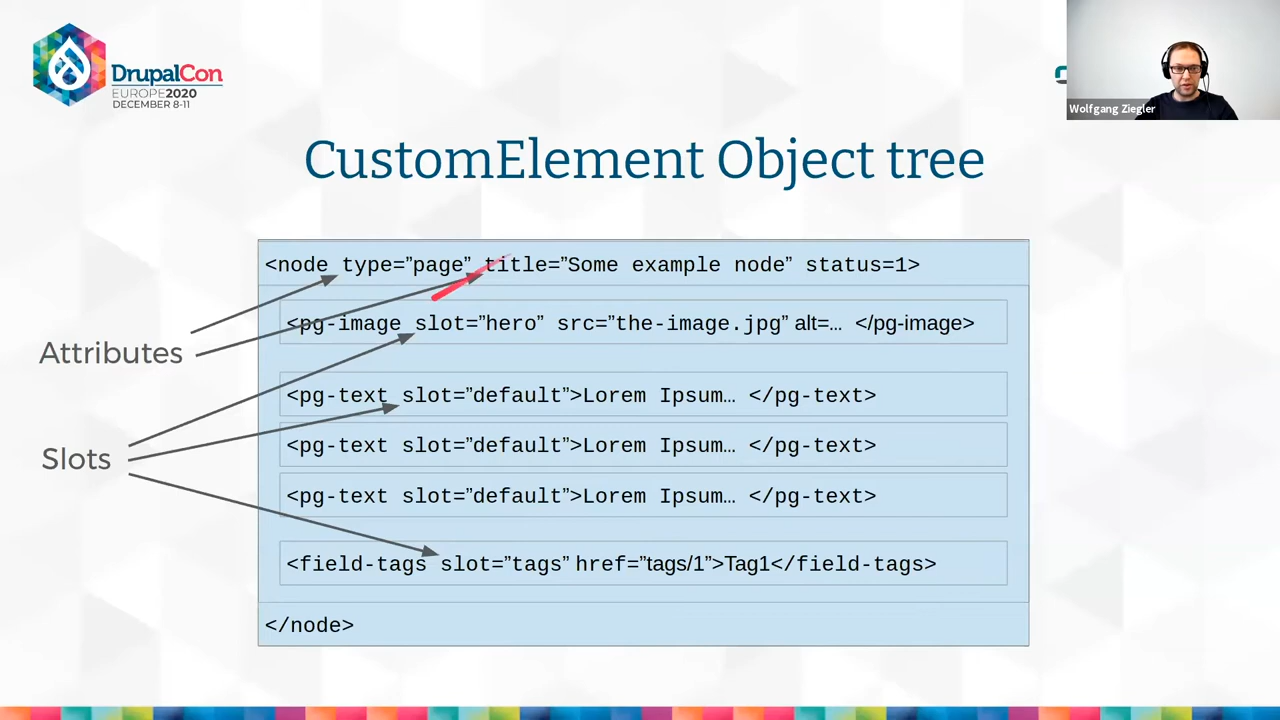 DrupalCon
EUROPE2020
DECEMBER 8-11
Wolfgang Ziegler
CustomElement Object tree
<node type=”page” title=”Some example node” status=1>
<pg-image slot=”hero” src=”the-image.jpg” alt=… </pg-image>
Attributes
<pg-text slot=”default”>Lorem Ipsum… </pg-text>
<pg-text slot=”default”>Lorem Ipsum… </pg-text>
Slots
<pg-text slot=”default”>Lorem Ipsum… </pg-text>
<field-tags slot=”tags” href=”tags/1”>Tag1</field-tags>
</node>